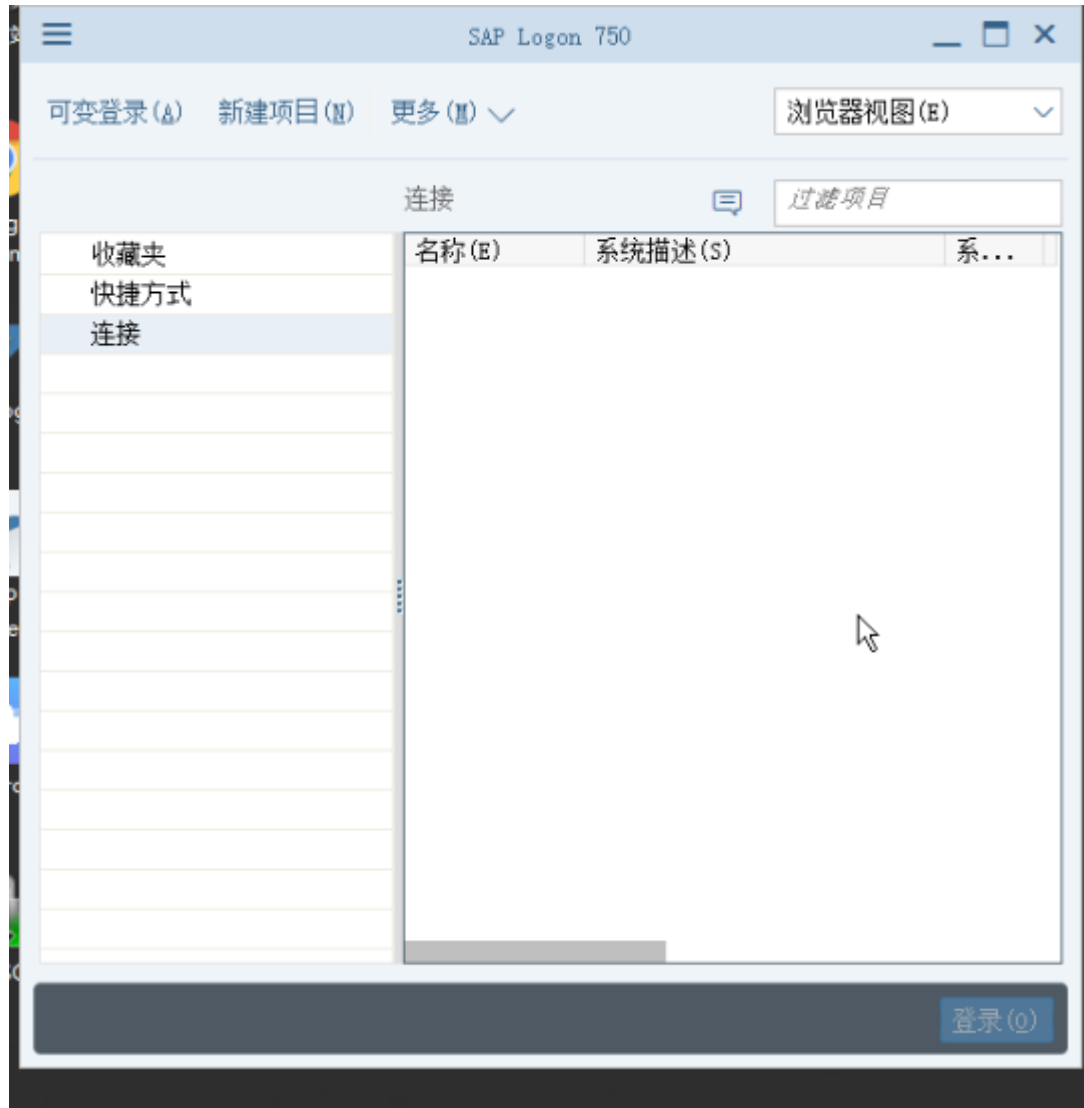 SAP Logon 750
可变登录(A) 新建项目(N) 更多(M) 浏览器视图(E)
连接 过滤项目
收藏夹 名称(E) 系统描述(S) 系...
快捷方式
连接
登录(O)